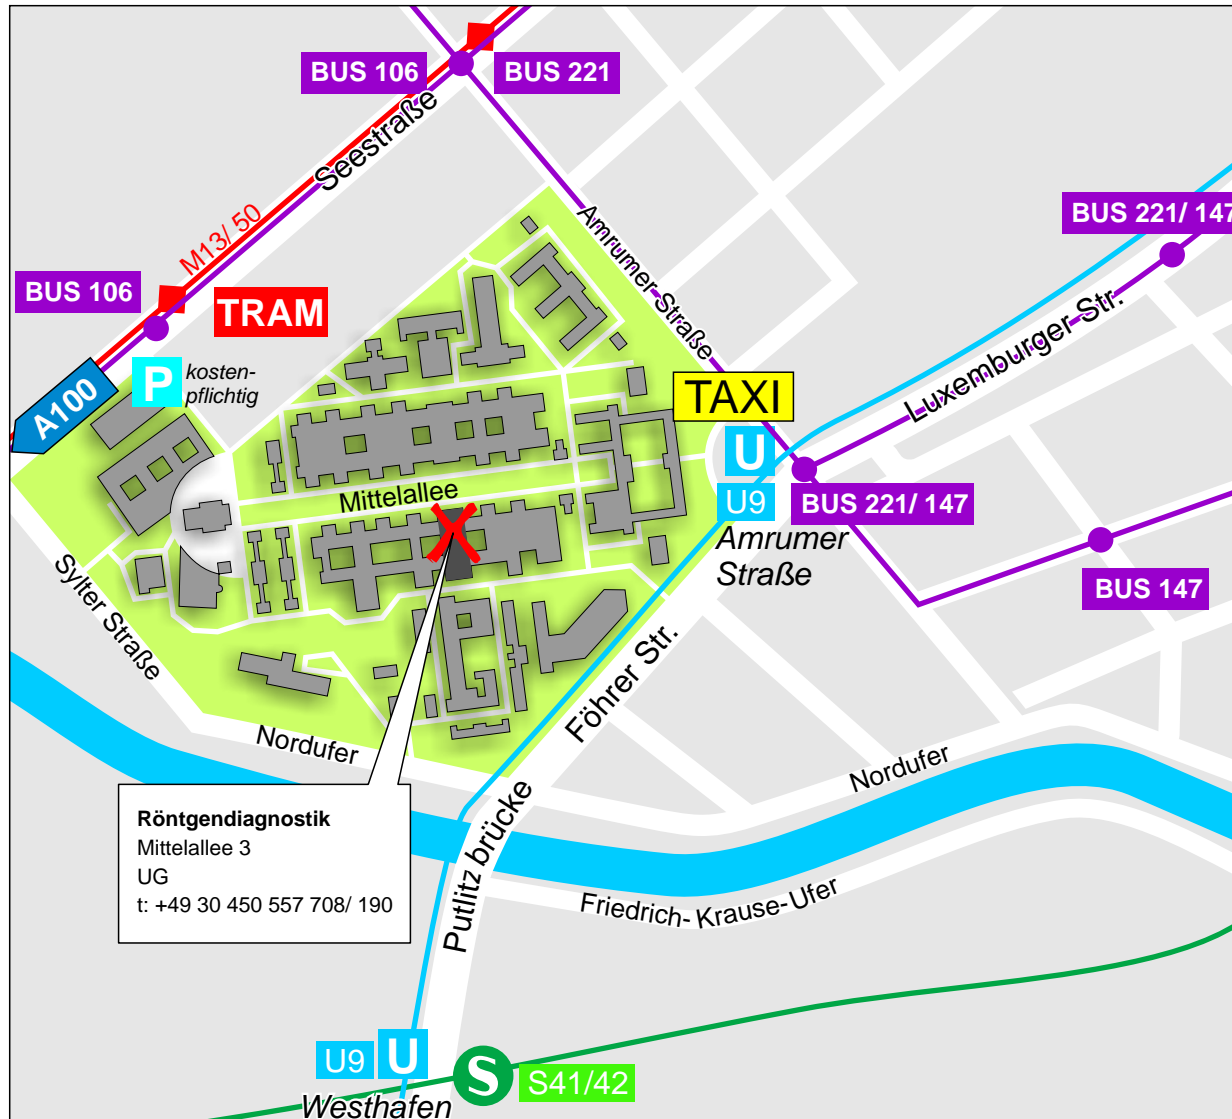 BUS 106
BUS 221
Seestraße
M13/ 50
BUS 221/ 147
Amrumer Straße
BUS 106
TRAM
Luxemburger Str.
P
kosten-
pflichtig
A100
TAXI
U
U9
BUS 221/ 147
Amrumer
Straße
Mittelallee
BUS 147
Sylter Straße
Föhrer Str.
Nordufer
Nordufer
Putlitz brücke
Röntgendiagnostik
Mittelallee 3
UG
t: +49 30 450 557 708/ 190
Friedrich- Krause- Ufer
U9
U
S
S41/42
Westhafen